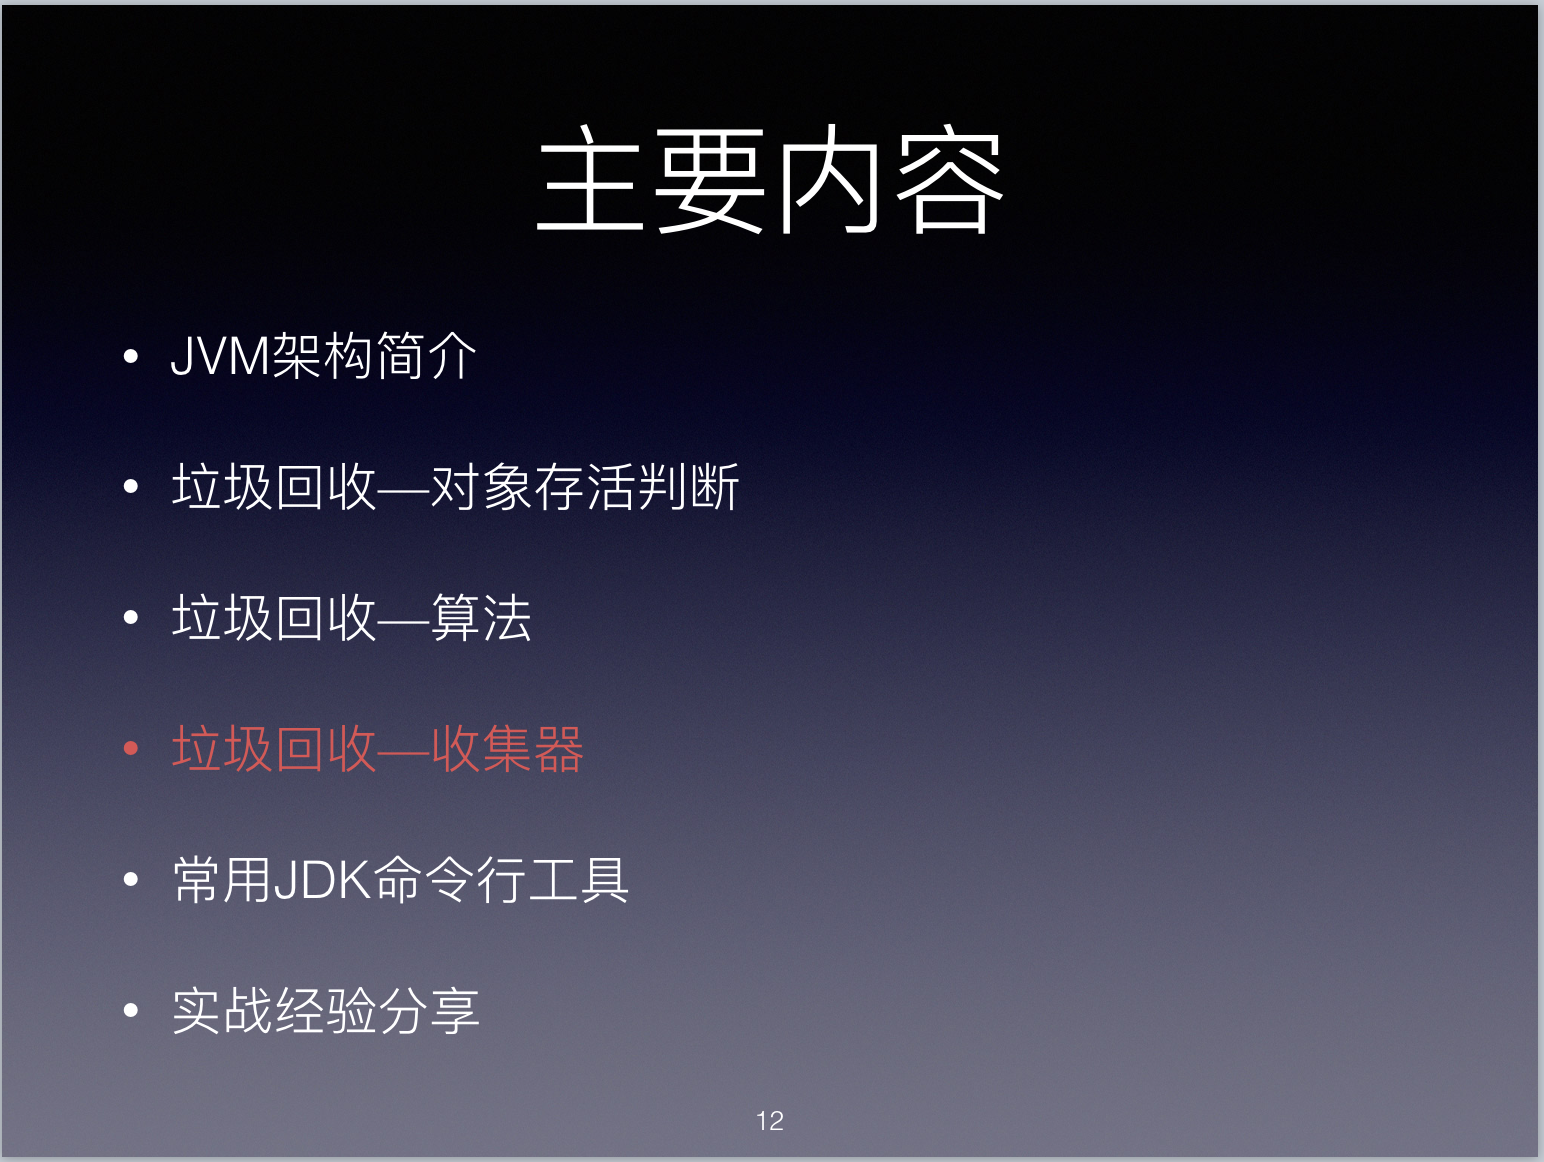 主要内容
• JVM架构简介
• 垃圾回收—对象存活判断
• 垃圾回收—算法
• 垃圾回收—收集器
• 常用JDK命令行工具
• 实战经验分享
12